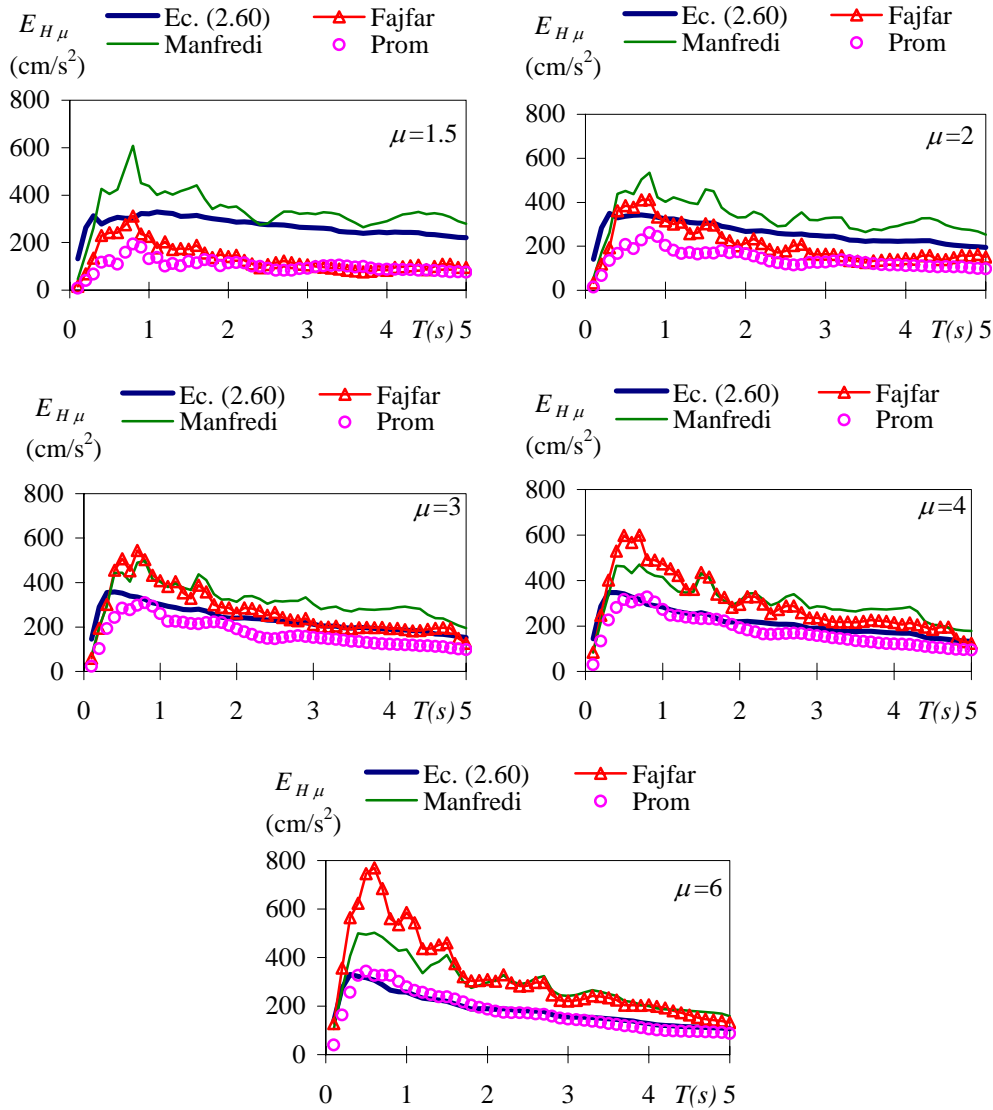 E_Hμ
(cm/s²)
Ec. (2.60) Fajfar
Manfredi Prom
μ=1.5
800
600
400
200
0
0 1 2 3 4 T(s) 5
E_Hμ
(cm/s²)
Ec. (2.60) Fajfar
Manfredi Prom
μ=2
800
600
400
200
0
0 1 2 3 4 T(s) 5
E_Hμ
(cm/s²)
Ec. (2.60) Fajfar
Manfredi Prom
μ=3
800
600
400
200
0
0 1 2 3 4 T(s) 5
E_Hμ
(cm/s²)
Ec. (2.60) Fajfar
Manfredi Prom
μ=4
800
600
400
200
0
0 1 2 3 4 T(s) 5
E_Hμ
(cm/s²)
Ec. (2.60) Fajfar
Manfredi Prom
μ=6
800
600
400
200
0
0 1 2 3 4 T(s) 5